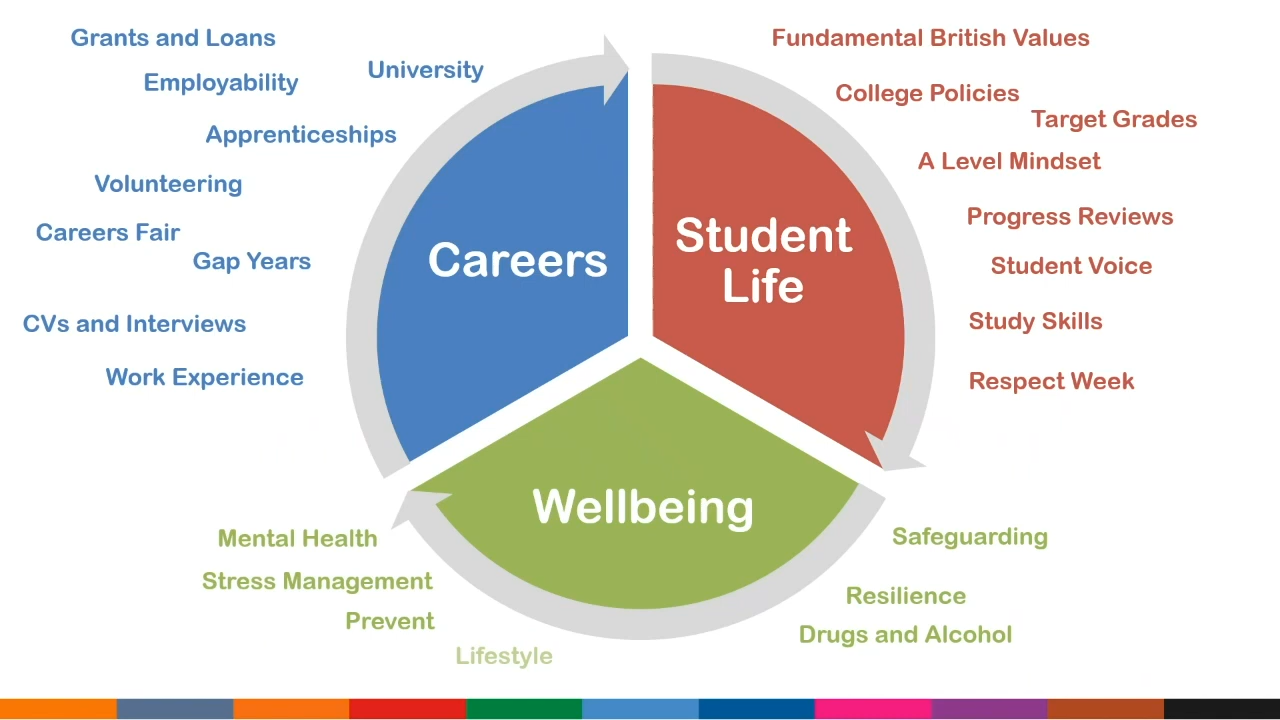 Grants and Loans
Employability
University
Apprenticeships
Volunteering
Careers Fair
Gap Years
CVs and Interviews
Work Experience
Careers
Fundamental British Values
College Policies
Target Grades
A Level Mindset
Progress Reviews
Student Voice
Study Skills
Respect Week
Student
Life
Wellbeing
Mental Health
Stress Management
Prevent
Lifestyle
Safeguarding
Resilience
Drugs and Alcohol